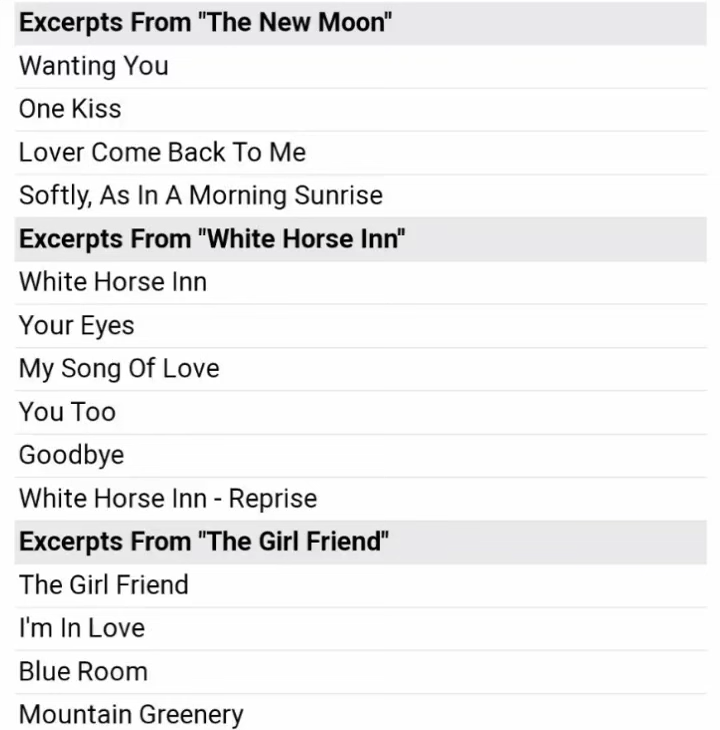 Excerpts From "The New Moon"
Wanting You
One Kiss
Lover Come Back To Me
Softly, As In A Morning Sunrise
Excerpts From "White Horse Inn"
White Horse Inn
Your Eyes
My Song Of Love
You Too
Goodbye
White Horse Inn - Reprise
Excerpts From "The Girl Friend"
The Girl Friend
I'm In Love
Blue Room
Mountain Greenery